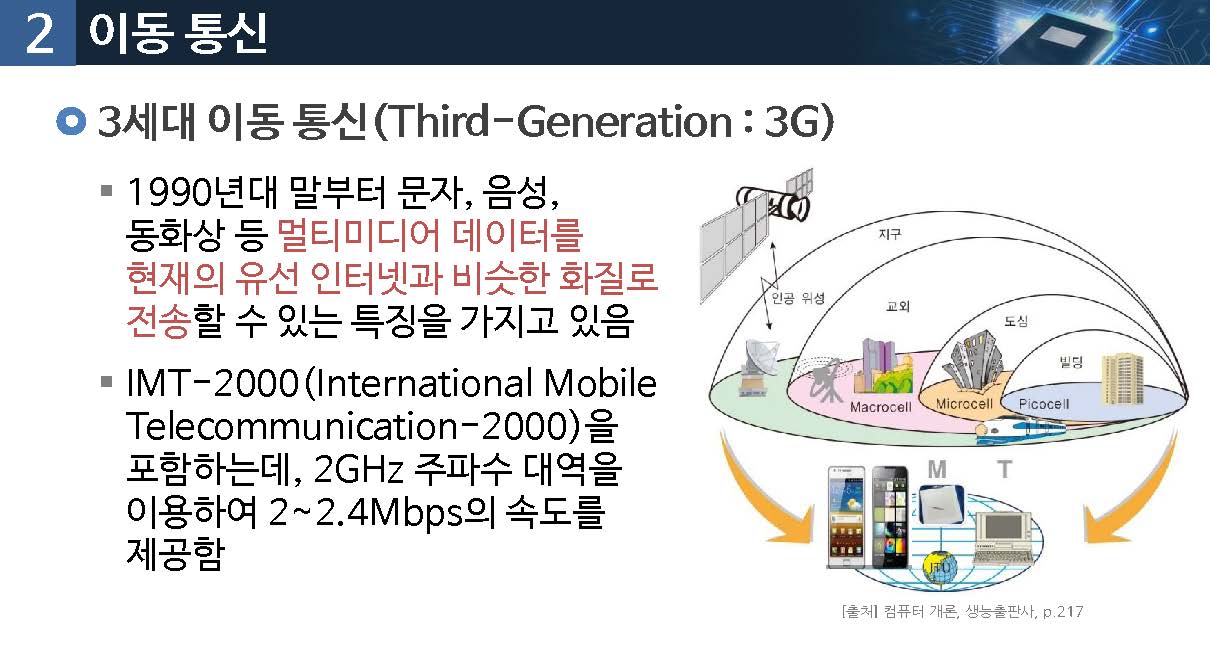 2 이동 통신
3세대 이동 통신(Third-Generation : 3G)
1990년대 말부터 문자, 음성,
동화상 등 멀티미디어 데이터를
현재의 유선 인터넷과 비슷한 화질로
전송할 수 있는 특징을 가지고 있음
IMT-2000(International Mobile
Telecommunication-2000)을
포함하는데, 2GHz 주파수 대역을
이용하여 2~2.4Mbps의 속도를
제공함
지구
인공 위성
교외
도심
빌딩
Macrocell
Microcell
Picocell
M T
ITU
[출처] 컴퓨터 개론, 생능출판사, p.217